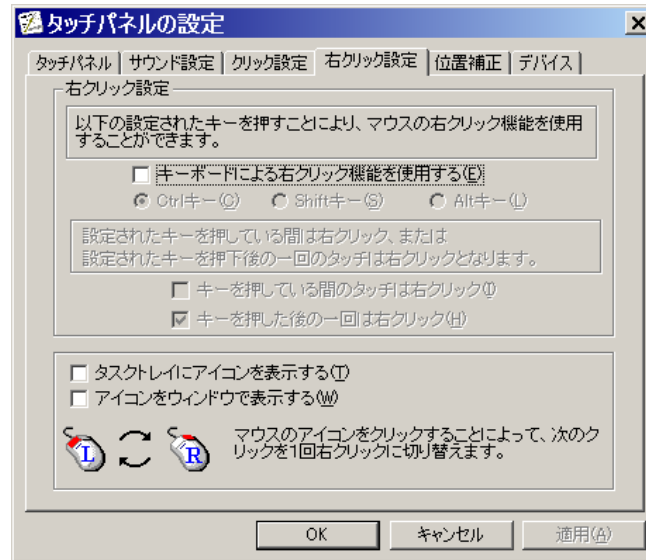 タッチパネルの設定
タッチパネル サウンド設定 クリック設定 右クリック設定 位置補正 デバイス
右クリック設定
以下の設定されたキーを押すことにより、マウスの右クリック機能を使用
することができます。
キーボードによる右クリック機能を使用する(E)
Ctrlキー(C) Shiftキー(S) Altキー(L)
設定されたキーを押している間は右クリック、または
設定されたキーを押下後の一回のタッチは右クリックとなります。
キーを押している間のタッチは右クリック(I)
キーを押した後の一回は右クリック(H)
タスクトレイにアイコンを表示する(T)
アイコンをウィンドウで表示する(W)
L R
マウスのアイコンをクリックすることによって、次のク
リックを1回右クリックに切り替えます。
OK キャンセル 適用(A)